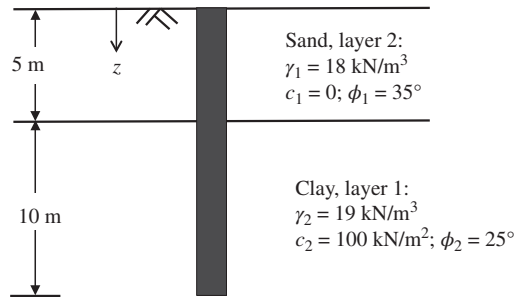 5 m
z
Sand, layer 2:
γ₁ = 18 kN/m³
c₁ = 0; ϕ₁ = 35°
10 m
Clay, layer 1:
γ₂ = 19 kN/m³
c₂ = 100 kN/m²; ϕ₂ = 25°